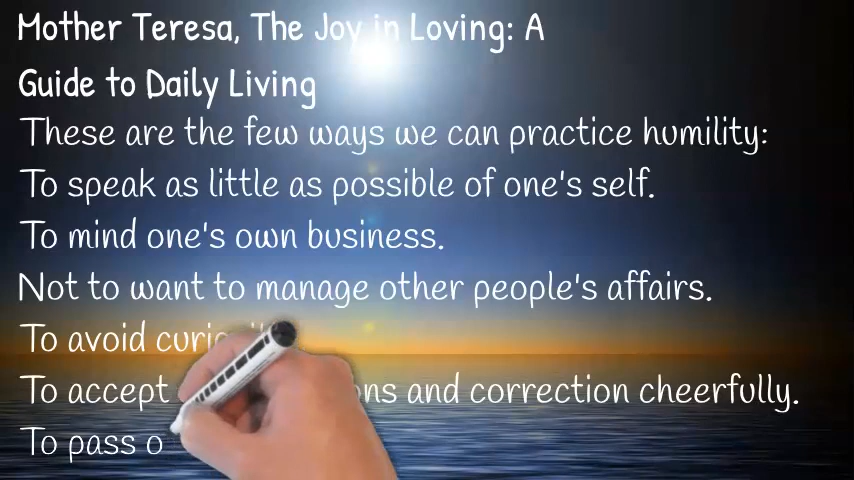 Mother Teresa, The Joy in Loving: A
Guide to Daily Living
These are the few ways we can practice humility:
To speak as little as possible of one's self.
To mind one's own business.
Not to want to manage other people's affairs.
To avoid
To accept and correction cheerfully.
To pass o